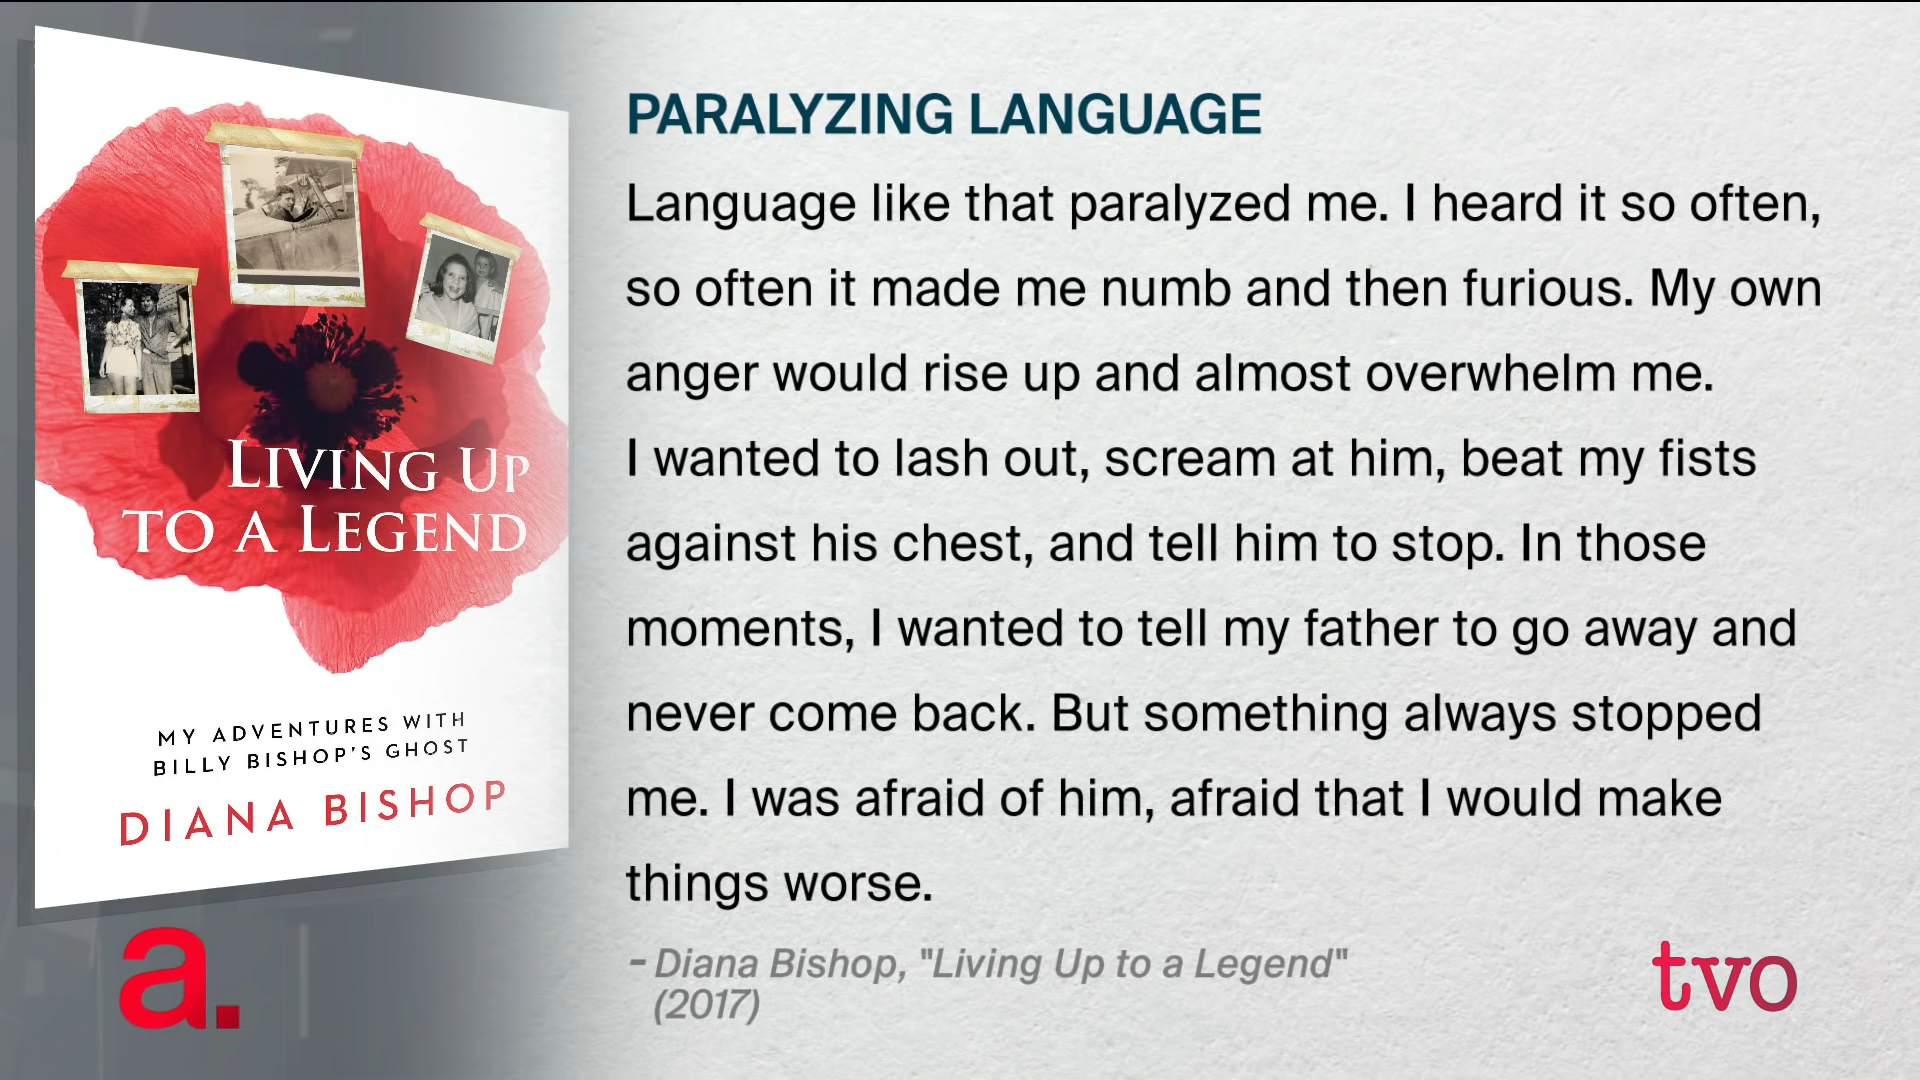 LIVING UP
TO A LEGEND
MY ADVENTURES WITH
BILLY BISHOP'S GHOST
DIANA BISHOP
a.
PARALYZING LANGUAGE
Language like that paralyzed me. I heard it so often,
so often it made me numb and then furious. My own
anger would rise up and almost overwhelm me.
I wanted to lash out, scream at him, beat my fists
against his chest, and tell him to stop. In those
moments, I wanted to tell my father to go away and
never come back. But something always stopped
me. I was afraid of him, afraid that I would make
things worse.
- Diana Bishop, "Living Up to a Legend"
(2017)
tvo